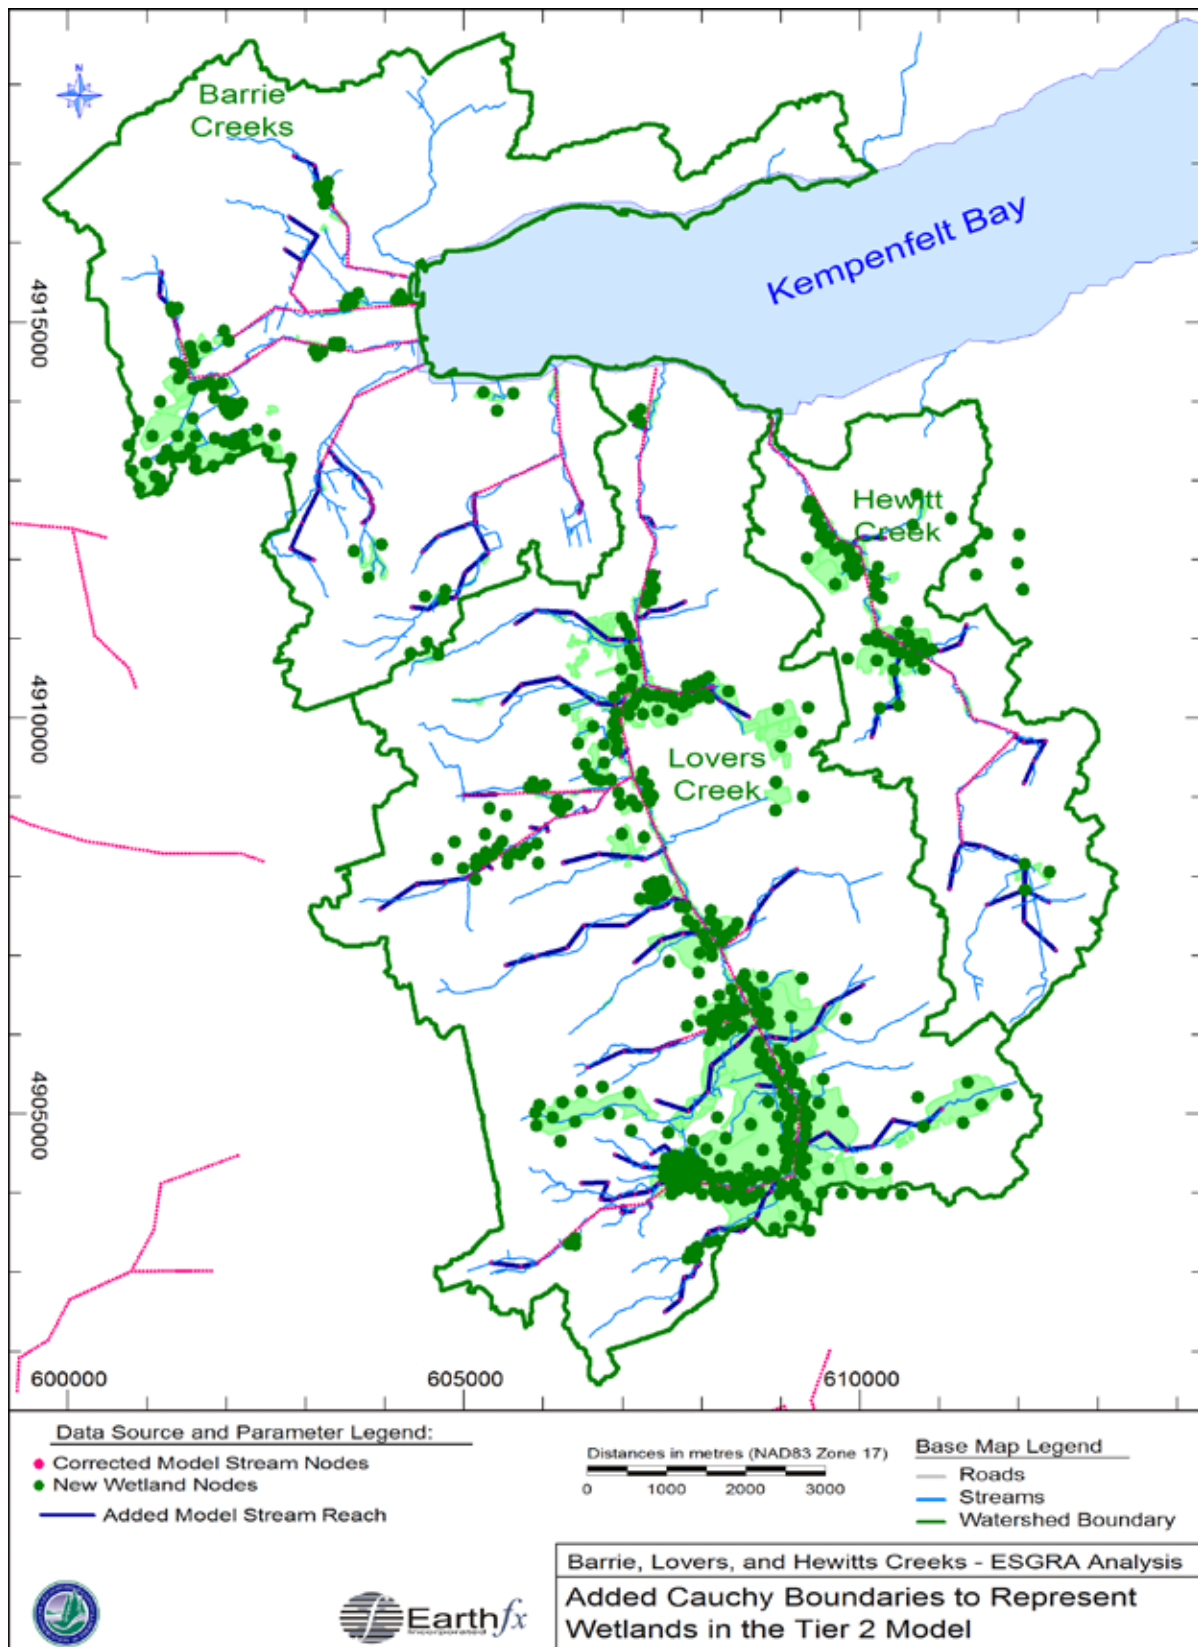 N
Barrie
Creeks
Kempenfelt Bay
4915000
Hewitt
Creek
4910000
Lovers
Creek
4905000
600000
605000
610000
Data Source and Parameter Legend:
Corrected Model Stream Nodes
New Wetland Nodes
Added Model Stream Reach
Distances in metres (NAD83 Zone 17)
0 1000 2000 3000
Base Map Legend
Roads
Streams
Watershed Boundary
Barrie, Lovers, and Hewitts Creeks - ESGRA Analysis
Added Cauchy Boundaries to Represent
Wetlands in the Tier 2 Model
Earthfx
Incorporated